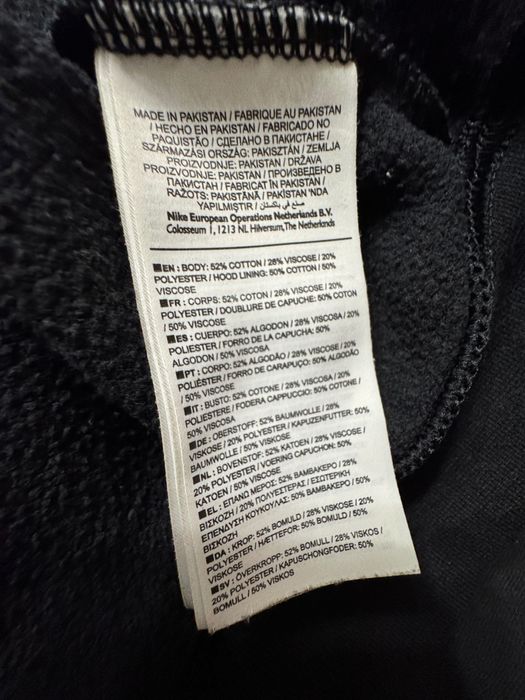 MADE IN PAKISTAN / FABRIQUE AU PAKISTAN
/ HECHO EN PAKISTAN / FABRICADO NO
PAQUISTÃO / СДЕЛАНО В ПАКИСТАНЕ /
SZÁRMAZÁSI ORSZÁG: PAKISZTÁN / ZEMLJA
PROIZVODNJE: PAKISTAN / DRŽAVA
PROIZVODNJE: PAKISTAN / ПРОИЗВЕДЕНО В
ПАКИСТАН / FABRICAT ÎN PAKISTAN /
RAŽOTS: PAKISTĀNĀ / PAKISTAN 'NDA
YAPILMIŞTIR / صنع في باكستان
Nike European Operations Netherlands B.V.
Colosseum 1, 1213 NL Hilversum, The Netherlands
■EN : BODY: 52% COTTON / 28% VISCOSE / 20%
POLYESTER / HOOD LINING: 50% COTTON / 50%
VISCOSE
■FR : CORPS: 52% COTON / 28% VISCOSE / 20%
POLYESTER / DOUBLURE DE CAPUCHE: 50% COTON
/ 50% VISCOSE
■ES : CUERPO: 52% ALGODON / 28% VISCOSA / 20%
POLIESTER / FORRO DE LA CAPUCHA: 50%
ALGODON / 50% VISCOSA
■PT : CORPO: 52% ALGODÃO / 28% VISCOSE / 20%
POLIÉSTER / FORRO DE CARAPUÇO: 50% ALGODÃO
/ 50% VISCOSE
■IT : BUSTO: 52% COTONE / 28% VISCOSA / 20%
POLIESTERE / FODERA CAPPUCCIO: 50% COTONE /
50% VISCOSA
■DE : OBERSTOFF: 52% BAUMWOLLE / 28%
VISKOSE / 20% POLYESTER / KAPUZENFUTTER: 50%
BAUMWOLLE / 50% VISKOSE
■NL : BOVENSTOF: 52% KATOEN / 28% VISCOSE /
20% POLYESTER / VOERING CAPUCHON: 50%
KATOEN / 50% VISCOSE
■EL : ΕΠΑΝΩ ΜΕΡΟΣ: 52% ΒΑΜΒΑΚΕΡΟ / 28%
ΒΙΣΚΟΖΗ / 20% ΠΟΛΥΕΣΤΕΡΑΣ / ΕΣΩΤΕΡΙΚΗ
ΕΠΕΝΔΥΣΗ ΚΟΥΚΟΥΛΑΣ: 50% ΒΑΜΒΑΚΕΡΟ / 50%
ΒΙΣΚΟΖΗ
■DA : KROP: 52% BOMULD / 28% VISKOSE / 20%
POLYESTER / HÆTTEFOR: 50% BOMULD / 50%
VISKOSE
■SV : ÖVERKROPP: 52% BOMULL / 28% VISKOS /
20% POLYESTER / KAPUSCHONGFODER: 50%
BOMULL / 50% VISKOS